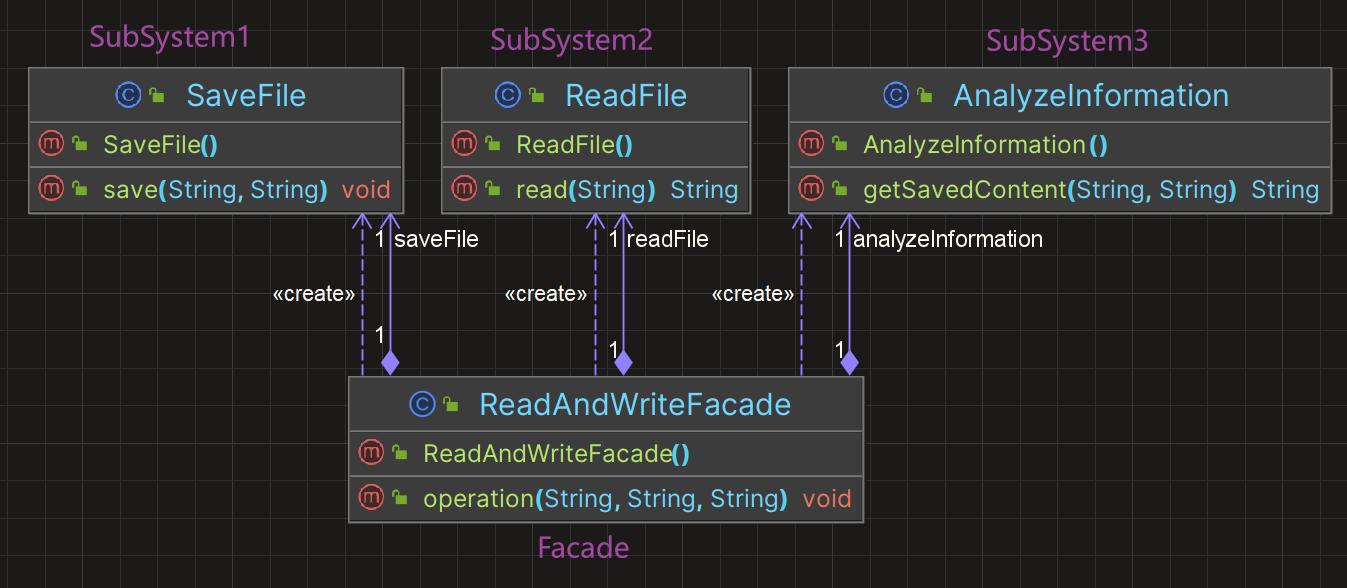 SubSystem1
SubSystem2
SubSystem3
C SaveFile
m SaveFile()
m save(String, String) void
C ReadFile
m ReadFile()
m read(String) String
C AnalyzeInformation
m AnalyzeInformation()
m getSavedContent(String, String) String
1 saveFile
1 readFile
1 analyzeInformation
«create»
«create»
«create»
1
1
1
C ReadAndWriteFacade
m ReadAndWriteFacade()
m operation(String, String, String) void
Facade